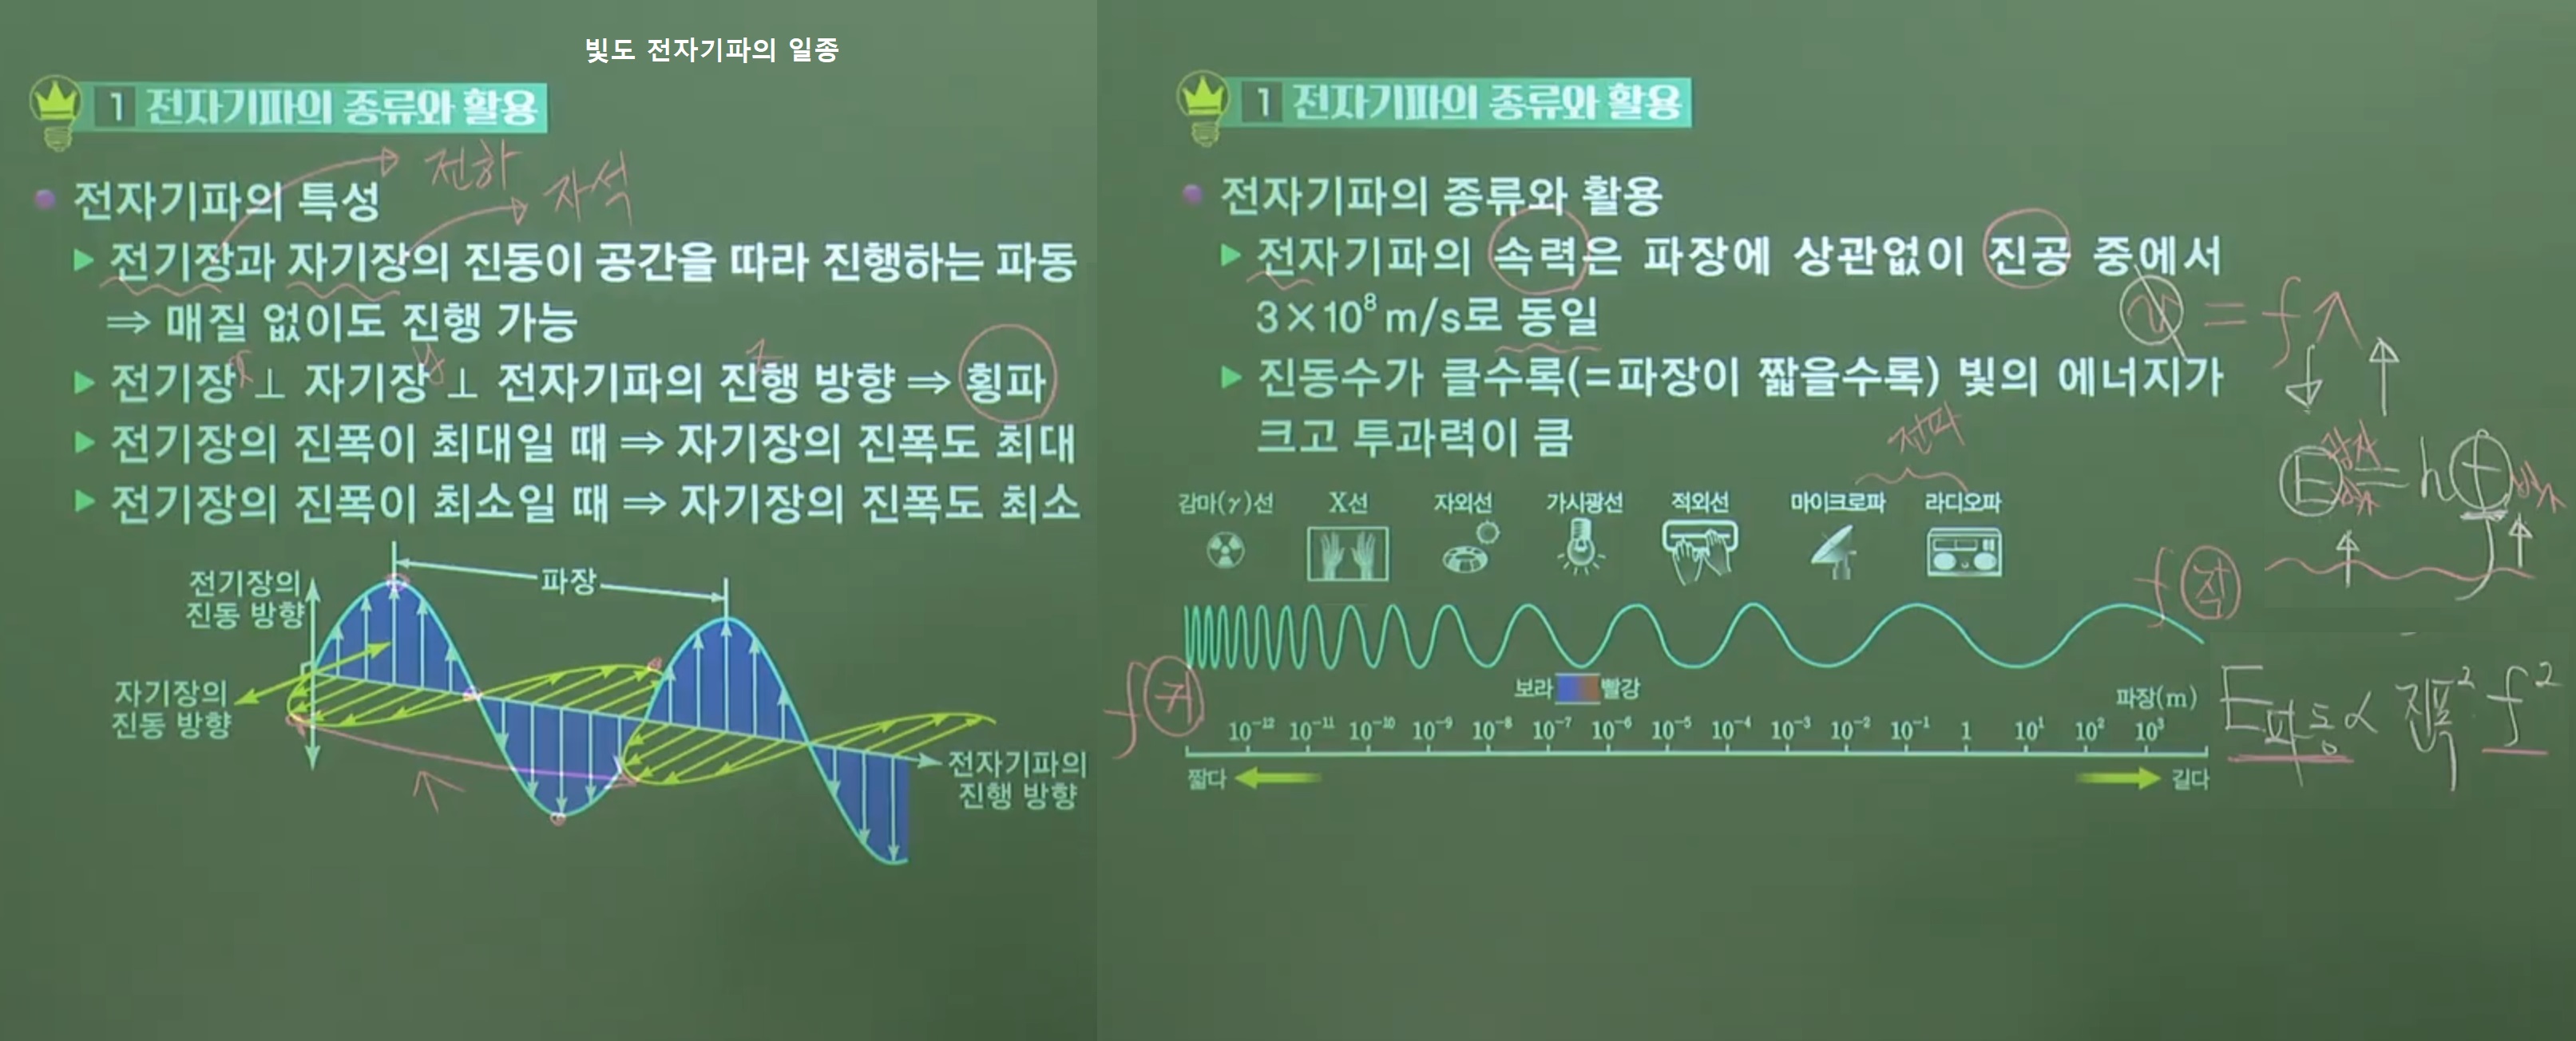 빛도 전자기파의 일종
1 전자기파의 종류와 활용
전하
자석
전자기파의 특성
전기장과 자기장의 진동이 공간을 따라 진행하는 파동
⇒ 매질 없이도 진행 가능
전기장 ⊥ 자기장 ⊥ 전자기파의 진행 방향 ⇒ 횡파
전기장의 진폭이 최대일 때 ⇒ 자기장의 진폭도 최대
전기장의 진폭이 최소일 때 ⇒ 자기장의 진폭도 최소
전기장의
진동 방향
파장
자기장의
진동 방향
전자기파의
진행 방향
1 전자기파의 종류와 활용
전자기파의 종류와 활용
전자기파의 속력은 파장에 상관없이 진공 중에서
3×10⁸ m/s로 동일
v = fλ
진동수가 클수록(=파장이 짧을수록) 빛의 에너지가
크고 투과력이 큼
전파
E = hf
감마(γ)선 X선 자외선 가시광선 적외선 마이크로파 라디오파
f 작
f 커
보라 빨강
파장(m)
10⁻¹² 10⁻¹¹ 10⁻¹⁰ 10⁻⁹ 10⁻⁸ 10⁻⁷ 10⁻⁶ 10⁻⁵ 10⁻⁴ 10⁻³ 10⁻² 10⁻¹ 1 10¹ 10² 10³
짧다 길다
E파동 ∝ 진폭² f²